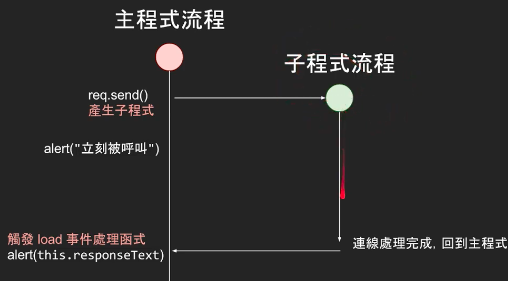 主程式流程
子程式流程
req.send()
產生子程式
alert("立刻被呼叫")
觸發 load 事件處理函式
alert(this.responseText)
連線處理完成, 回到主程式